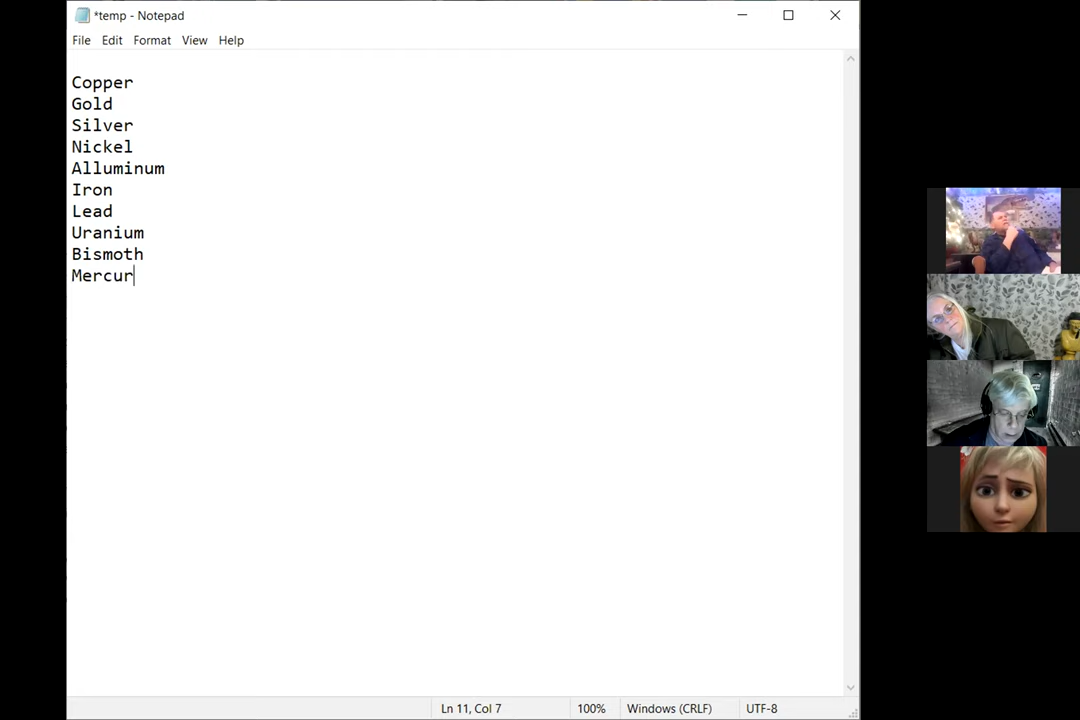 *temp - Notepad
File Edit Format View Help
Copper
Gold
Silver
Nickel
Alluminum
Iron
Lead
Uranium
Bismoth
Mercur
Ln 11, Col 7 100% Windows (CRLF) UTF-8